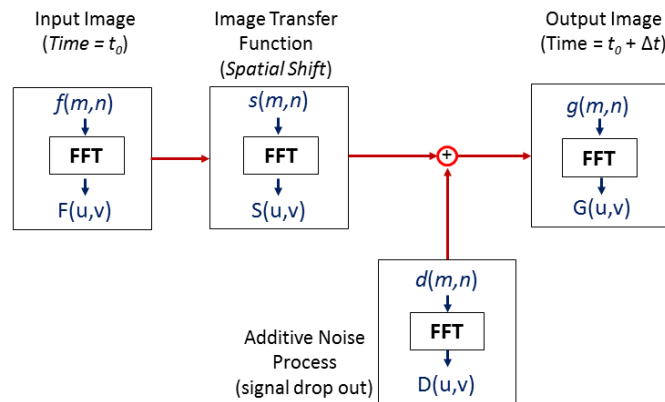 Input Image
(Time = t₀)
Image Transfer
Function
(Spatial Shift)
Output Image
(Time = t₀ + Δt)
f(m,n)
FFT
F(u,v)
s(m,n)
FFT
S(u,v)
+
g(m,n)
FFT
G(u,v)
Additive Noise
Process
(signal drop out)
d(m,n)
FFT
D(u,v)